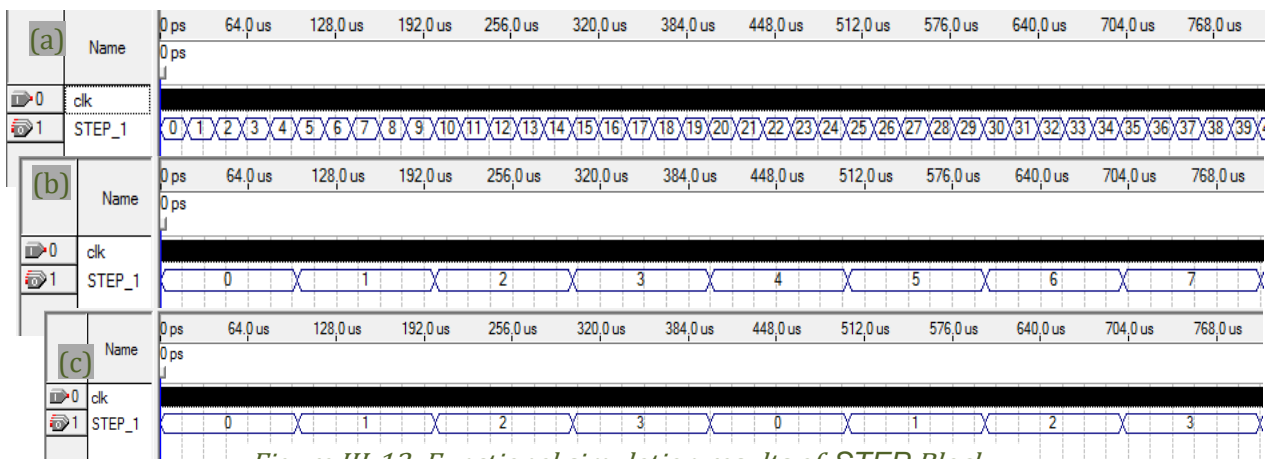 (a)
Name
0 ps 64.0 us 128.0 us 192.0 us 256.0 us 320.0 us 384.0 us 448.0 us 512.0 us 576.0 us 640.0 us 704.0 us 768.0 us
0 ps
0 clk
1 STEP_1 0 1 2 3 4 5 6 7 8 9 10 11 12 13 14 15 16 17 18 19 20 21 22 23 24 25 26 27 28 29 30 31 32 33 34 35 36 37 38 39
(b)
Name
0 ps 64.0 us 128.0 us 192.0 us 256.0 us 320.0 us 384.0 us 448.0 us 512.0 us 576.0 us 640.0 us 704.0 us 768.0 us
0 ps
0 clk
1 STEP_1 0 1 2 3 4 5 6 7
(c)
Name
0 ps 64.0 us 128.0 us 192.0 us 256.0 us 320.0 us 384.0 us 448.0 us 512.0 us 576.0 us 640.0 us 704.0 us 768.0 us
0 ps
0 clk
1 STEP_1 0 1 2 3 0 1 2 3
Figure III-13. Functional simulation results of STEP Block